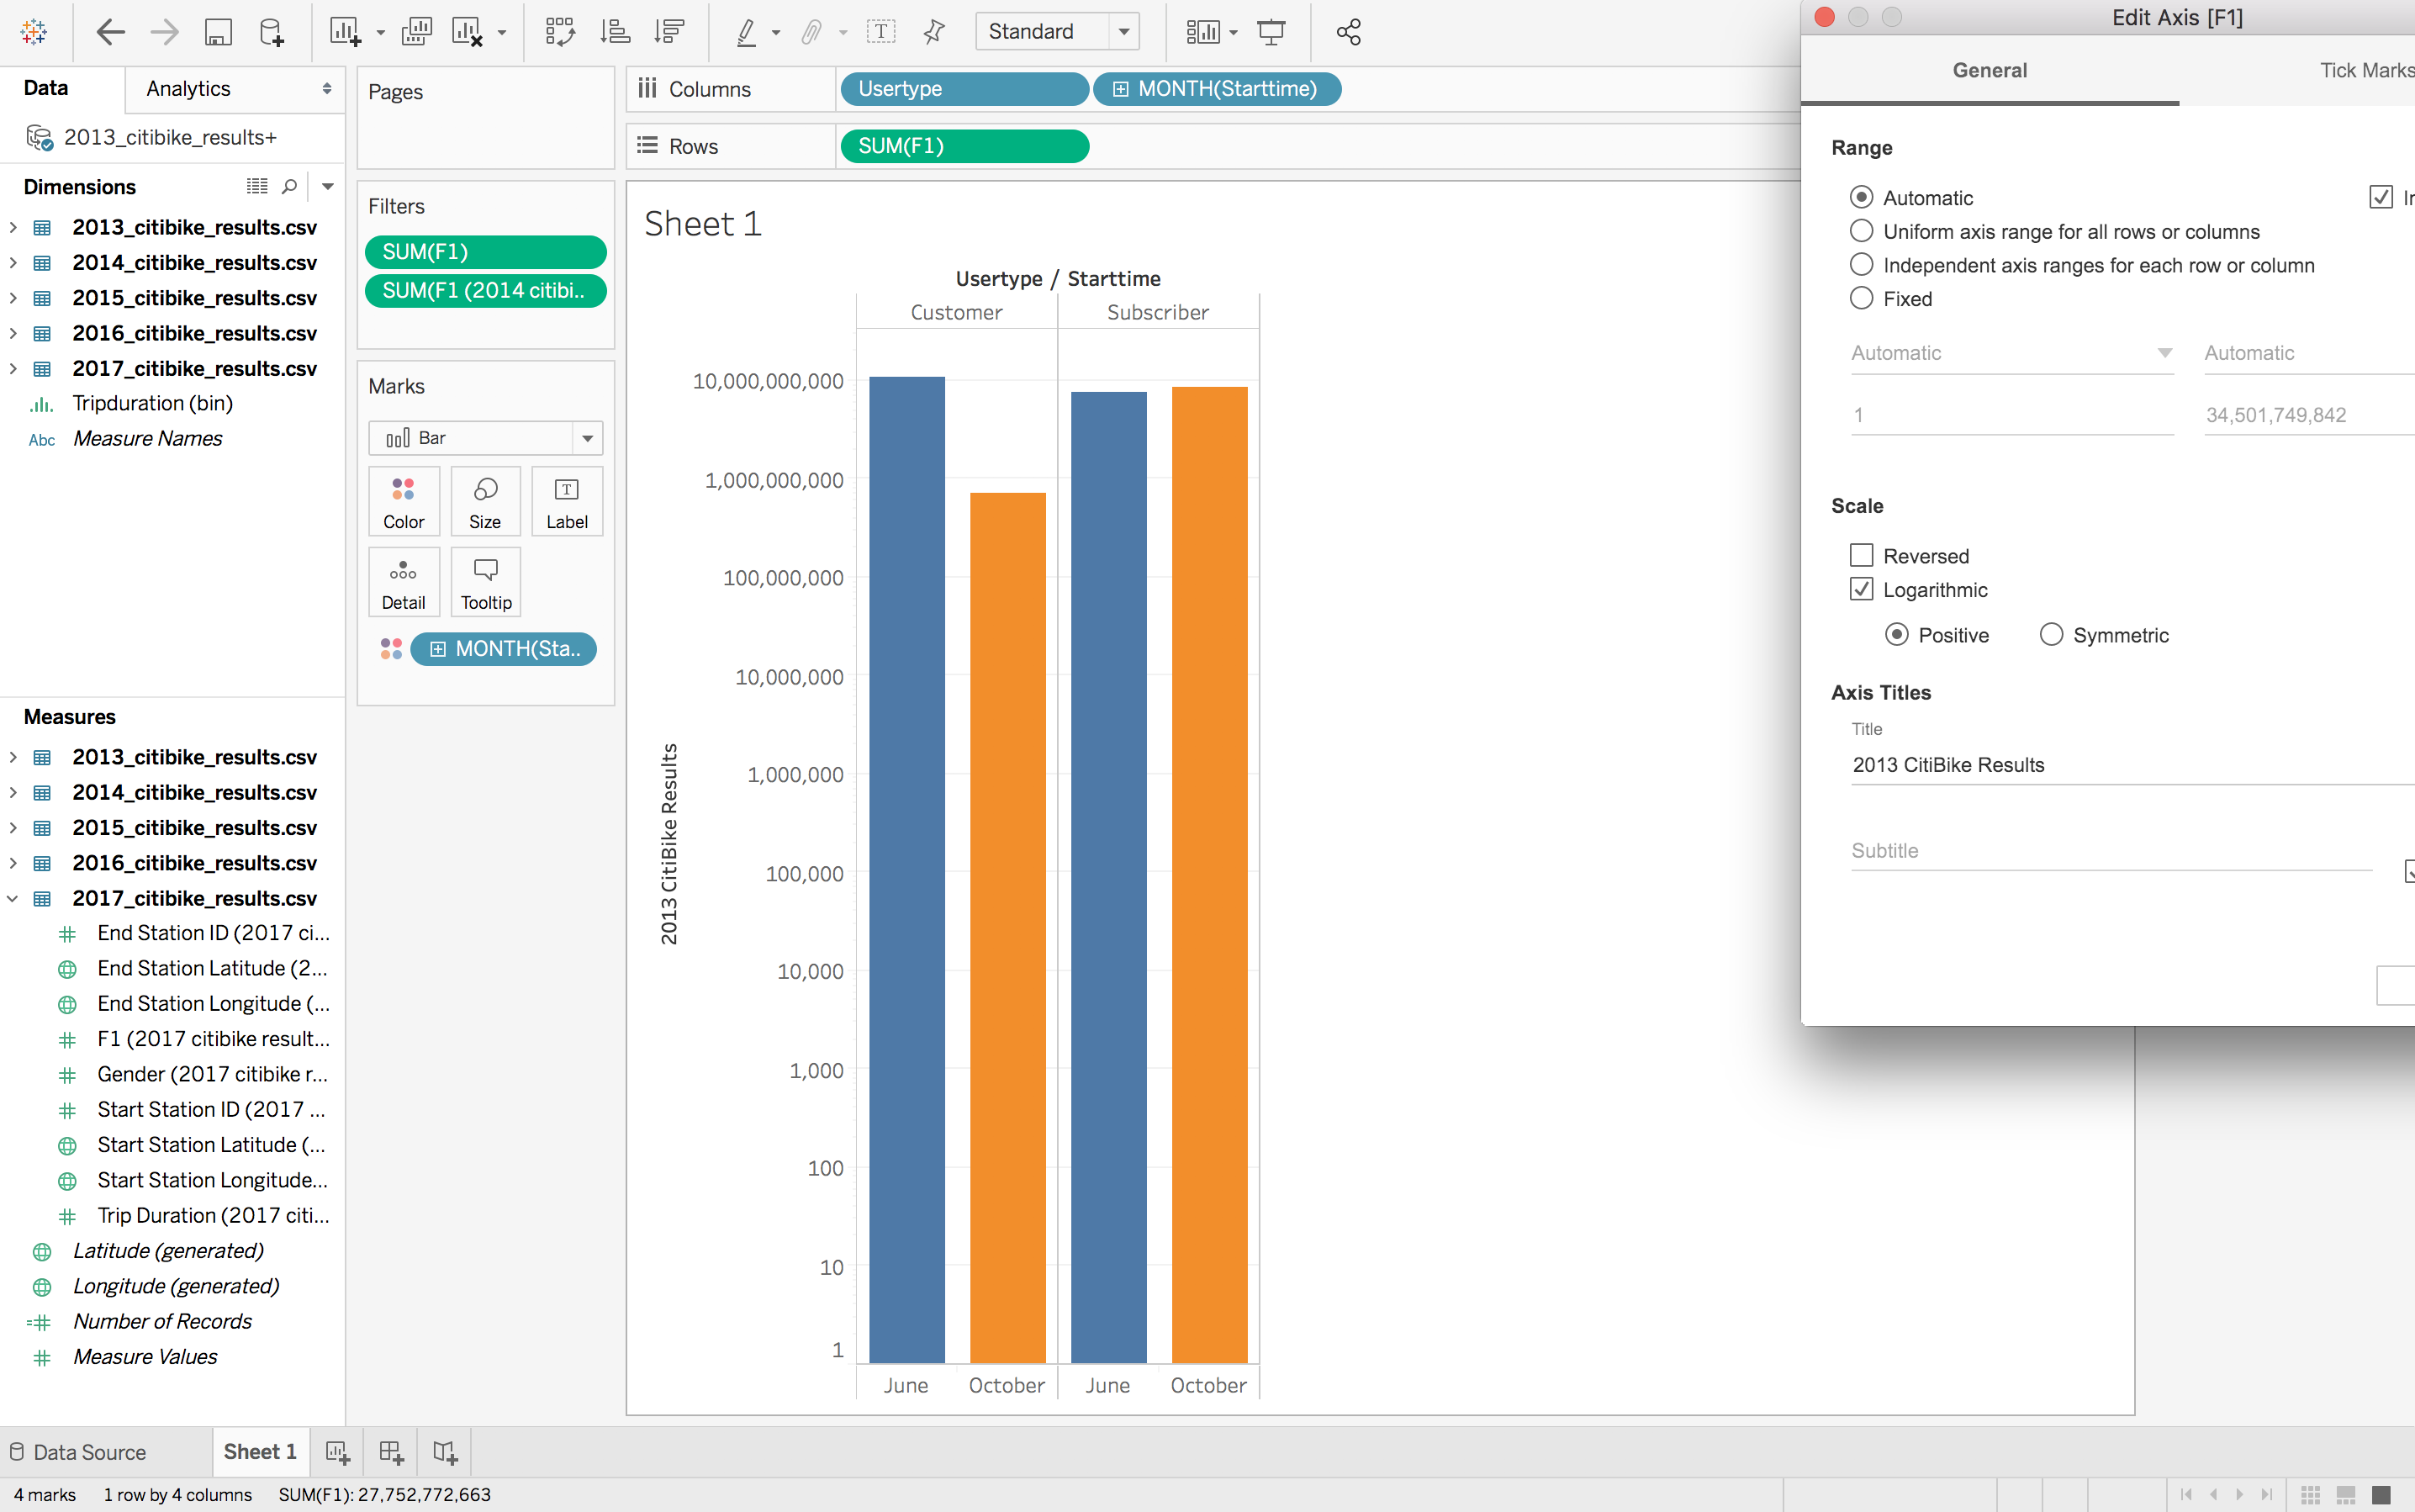 Standard
Edit Axis [F1]
Data
Analytics
2013_citibike_results+
Dimensions
2013_citibike_results.csv
2014_citibike_results.csv
2015_citibike_results.csv
2016_citibike_results.csv
2017_citibike_results.csv
Tripduration (bin)
Abc Measure Names
Measures
2013_citibike_results.csv
2014_citibike_results.csv
2015_citibike_results.csv
2016_citibike_results.csv
2017_citibike_results.csv
End Station ID (2017 ci...
End Station Latitude (2...
End Station Longitude (...
F1 (2017 citibike result...
Gender (2017 citibike r...
Start Station ID (2017 ...
Start Station Latitude (...
Start Station Longitude...
Trip Duration (2017 citi...
Latitude (generated)
Longitude (generated)
Number of Records
Measure Values
Pages
Filters
SUM(F1)
SUM(F1 (2014 citibi..
Marks
Bar
Color Size Label
Detail Tooltip
MONTH(Sta..
Columns Usertype MONTH(Starttime)
Rows SUM(F1)
Sheet 1
Usertype / Starttime
Customer Subscriber
10,000,000,000
1,000,000,000
100,000,000
10,000,000
1,000,000
100,000
10,000
1,000
100
10
1
2013 CitiBike Results
June October June October
General Tick Marks
Range
Automatic
Uniform axis range for all rows or columns
Independent axis ranges for each row or column
Fixed
Automatic Automatic
1 34,501,749,842
Scale
Reversed
Logarithmic
Positive Symmetric
Axis Titles
Title
2013 CitiBike Results
Subtitle
Data Source Sheet 1
4 marks 1 row by 4 columns SUM(F1): 27,752,772,663